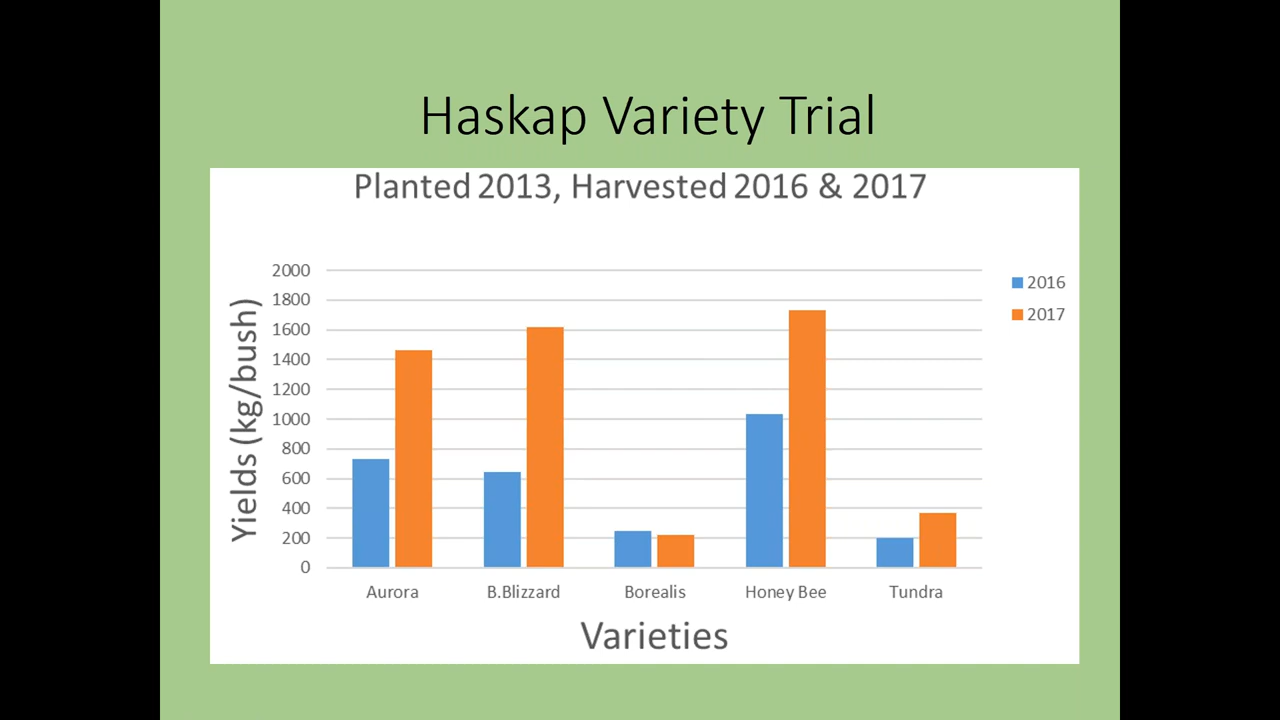 Haskap Variety Trial
Planted 2013, Harvested 2016 & 2017
2000
1800
1600
1400
1200
1000
800
600
400
200
0
Yields (kg/bush)
2016
2017
Aurora B.Blizzard Borealis Honey Bee Tundra
Varieties